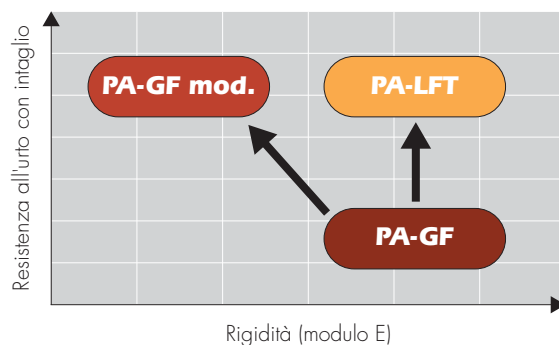 Resistenza all'urto con intaglio
PA-GF mod.
PA-LFT
PA-GF
Rigidità (modulo E)